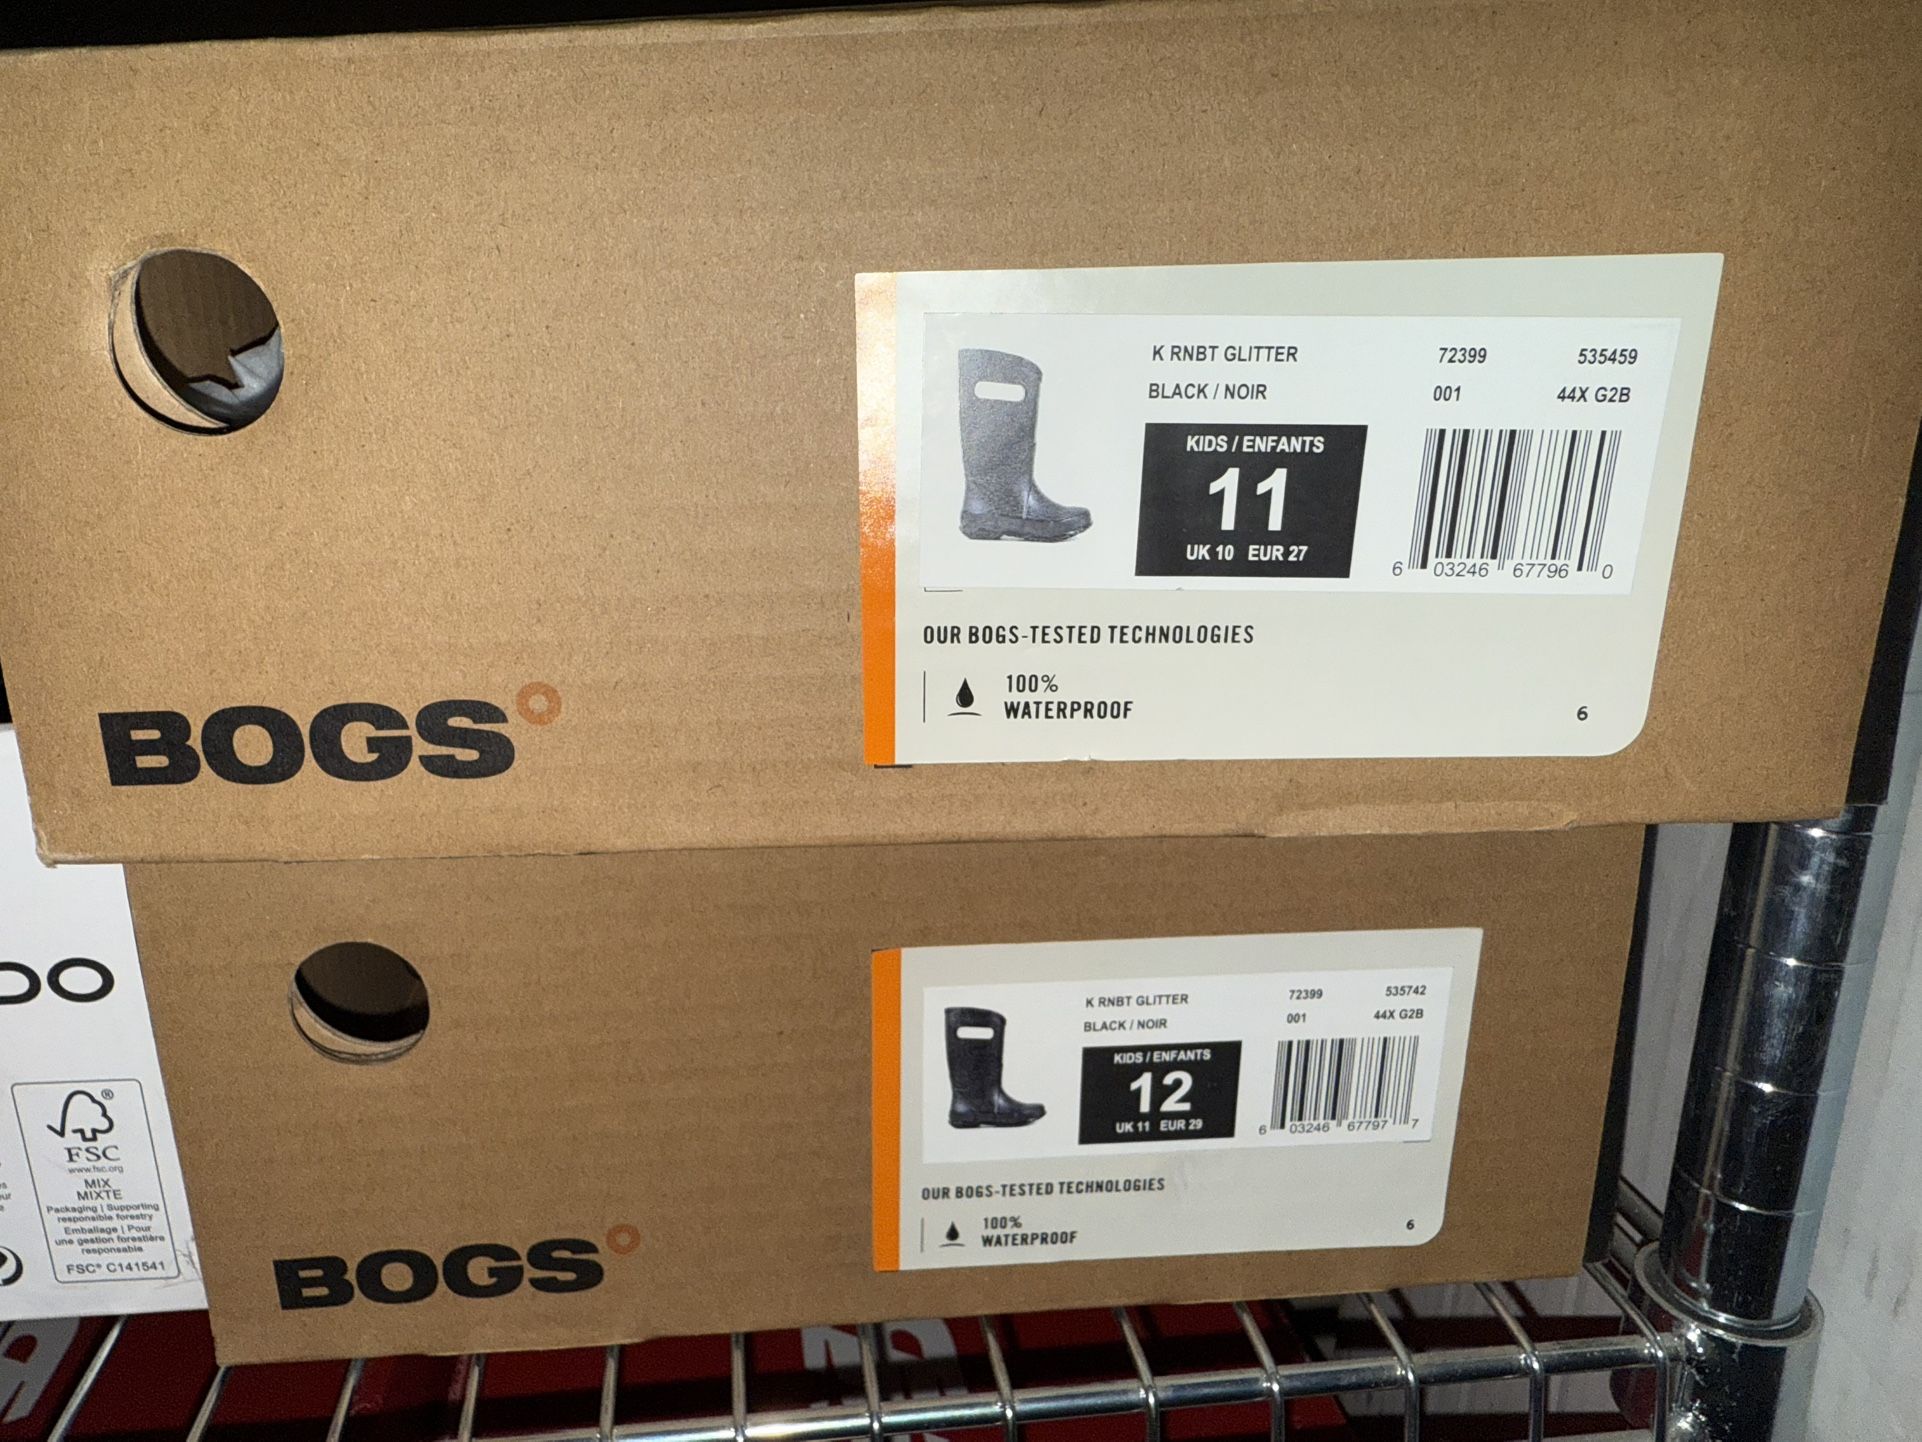 K RNBT GLITTER 72399 535459
BLACK / NOIR 001 44X G2B
KIDS / ENFANTS
11
UK 10 EUR 27
6 03246 67796 0
OUR BOGS-TESTED TECHNOLOGIES
100%
WATERPROOF
6
BOGS
K RNBT GLITTER 72399 535742
BLACK / NOIR 001 44X G2B
KIDS / ENFANTS
12
UK 11 EUR 29
6 03246 67797 7
OUR BOGS-TESTED TECHNOLOGIES
100%
WATERPROOF
6
BOGS
FSC®
www.fsc.org
MIX
MIXTE
Packaging | Supporting
responsible forestry
Emballage | Pour
une gestion forestière
responsable
FSC® C141541